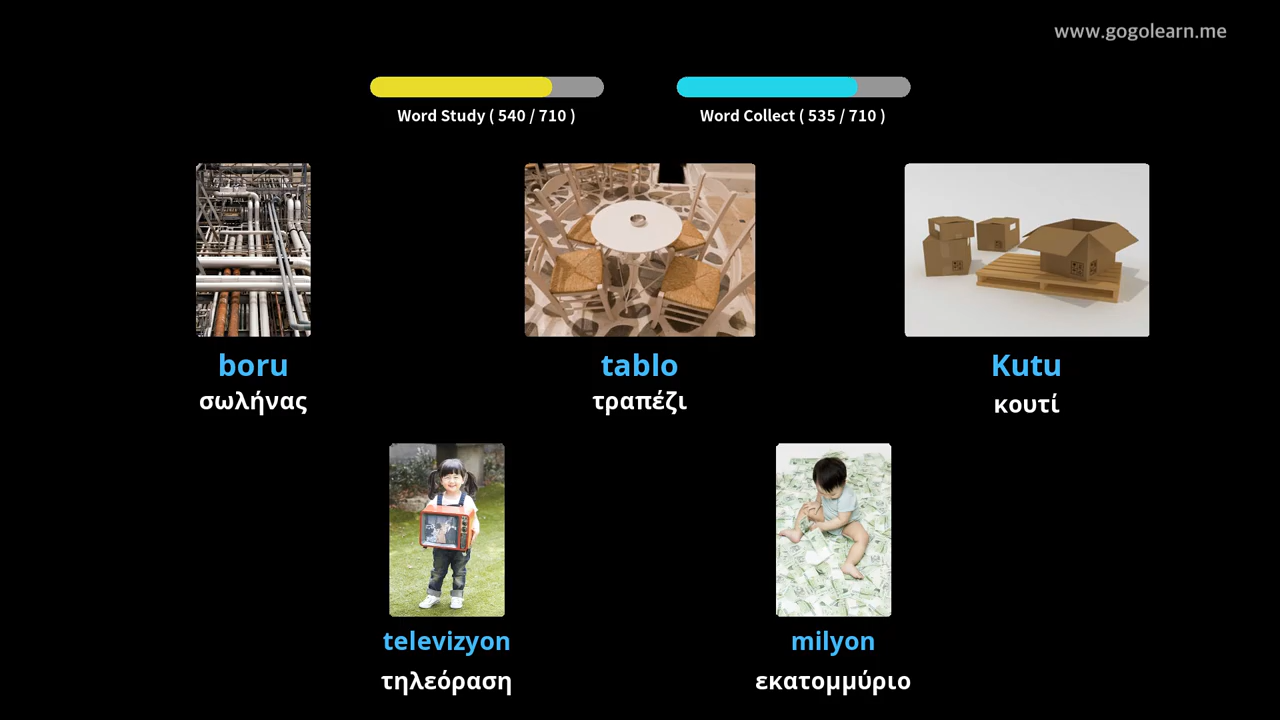 www.gogolearn.me
Word Study ( 540 / 710 )
Word Collect ( 535 / 710 )
boru
σωλήνας
tablo
τραπέζι
Kutu
κουτί
televizyon
τηλεόραση
milyon
εκατομμύριο